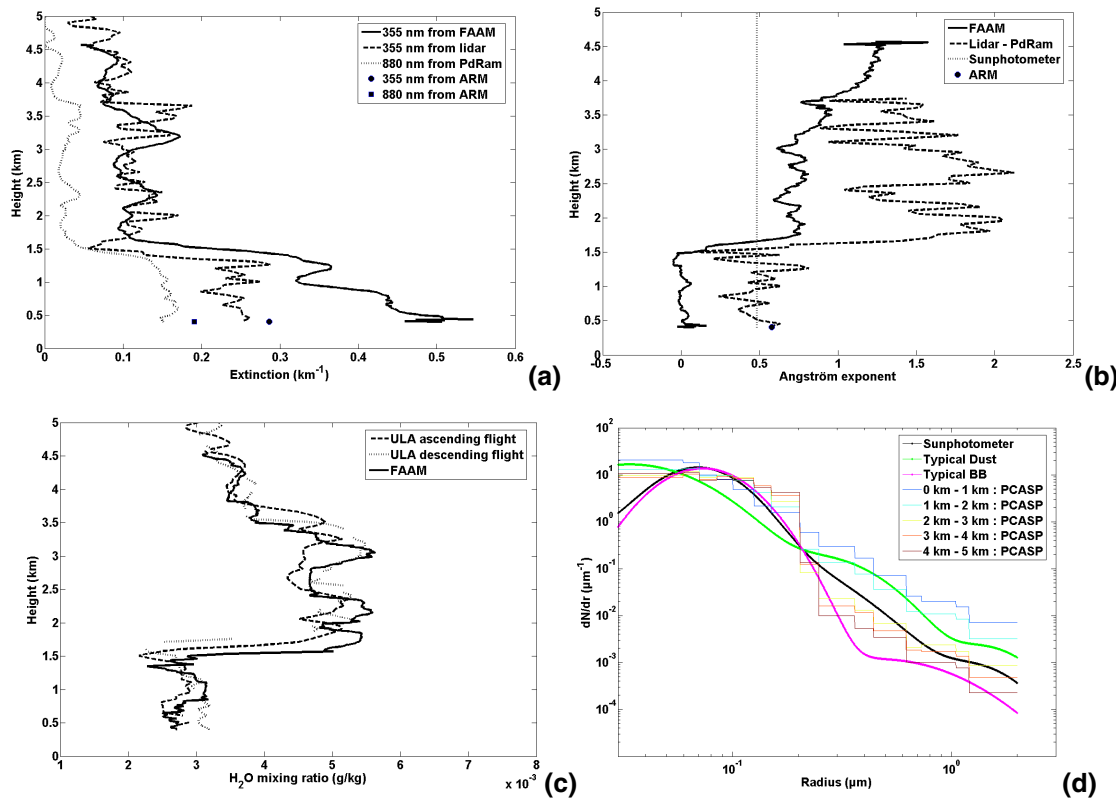 5
4.5
4
3.5
3
2.5
2
1.5
1
0.5
0
Height (km)
0
0.1
0.2
0.3
0.4
0.5
0.6
Extinction (km⁻¹)
355 nm from FAAM
355 nm from lidar
880 nm from PdRam
355 nm from ARM
880 nm from ARM
(a)
5
4.5
4
3.5
3
2.5
2
1.5
1
0.5
0
Height (km)
-0.5
0
0.5
1
1.5
2
2.5
Angström exponent
FAAM
Lidar - PdRam
Sunphotometer
ARM
(b)
5
4.5
4
3.5
3
2.5
2
1.5
1
0.5
0
Height (km)
1
2
3
4
5
6
7
8
x 10⁻³
H₂O mixing ratio (g/kg)
ULA ascending flight
ULA descending flight
FAAM
(c)
10²
10¹
10⁰
10⁻¹
10⁻²
10⁻³
10⁻⁴
dN/dr (µm⁻¹)
10⁻¹
10⁰
Radius (µm)
Sunphotometer
Typical Dust
Typical BB
0 km - 1 km : PCASP
1 km - 2 km : PCASP
2 km - 3 km : PCASP
3 km - 4 km : PCASP
4 km - 5 km : PCASP
(d)